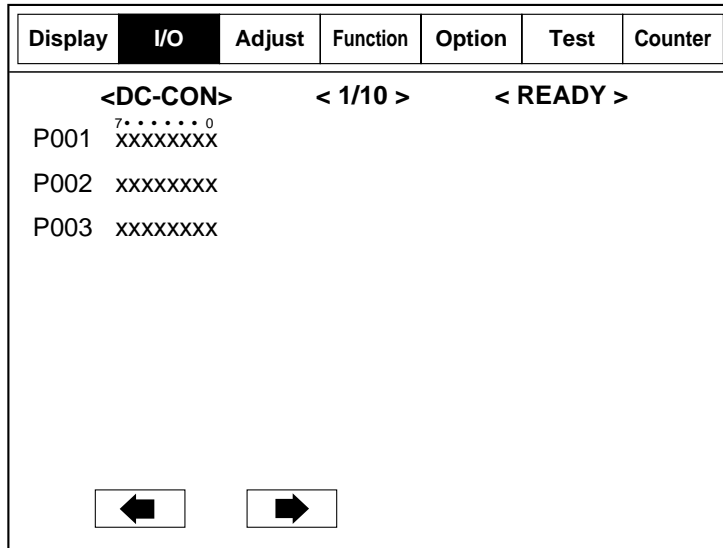 Display I/O Adjust Function Option Test Counter
<DC-CON> < 1/10 > < READY >
7• • • • • • 0
P001 xxxxxxxx
P002 xxxxxxxx
P003 xxxxxxxx